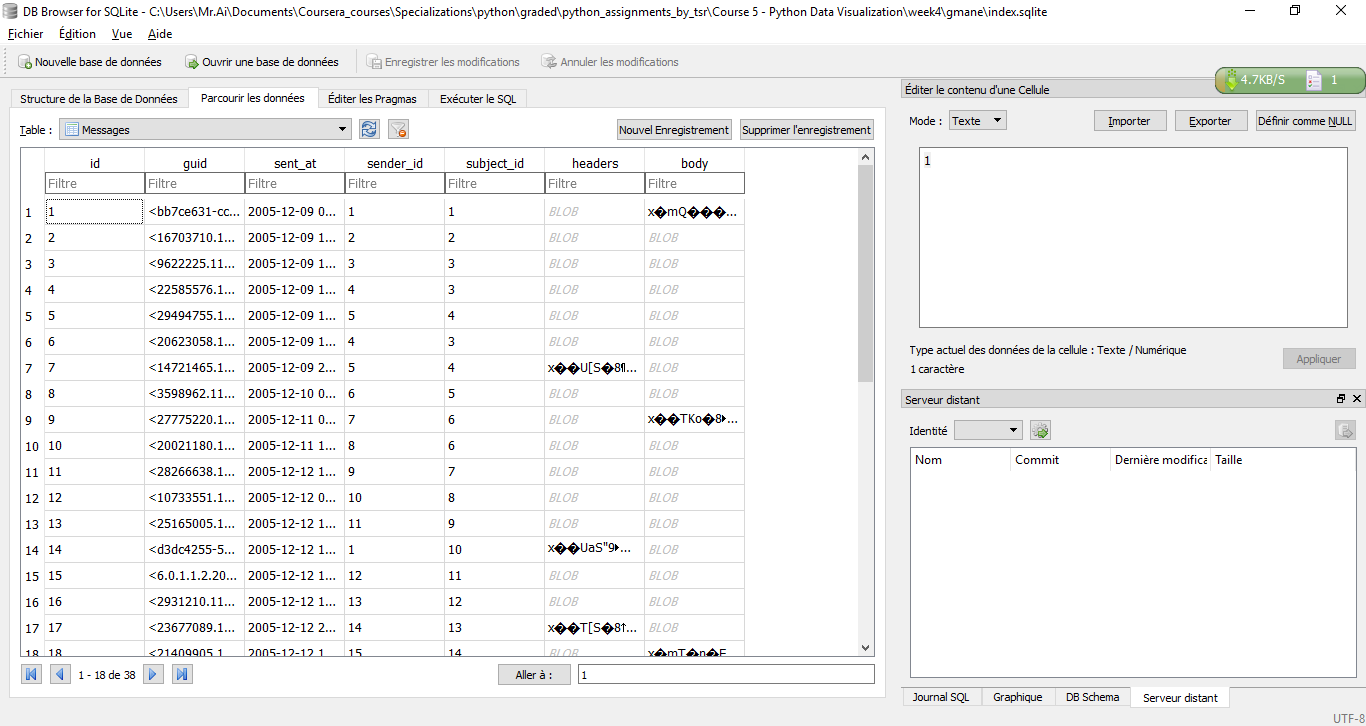 DB Browser for SQLite - C:\Users\Mr.Ai\Documents\Coursera_courses\Specializations\python\graded\python_assignments_by_tsr\Course 5 - Python Data Visualization\week4\gmane\index.sqlite
Fichier Édition Vue Aide
Nouvelle base de données Ouvrir une base de données Enregistrer les modifications Annuler les modifications
4.7KB/S 1
Structure de la Base de Données Parcourir les données Éditer les Pragmas Exécuter le SQL
Table : Messages Nouvel Enregistrement Supprimer l'enregistrement
id guid sent_at sender_id subject_id headers body
Filtre Filtre Filtre Filtre Filtre Filtre Filtre
1 1 <bb7ce631-cc... 2005-12-09 0... 1 1 BLOB x�mQ���...
2 2 <16703710.1... 2005-12-09 1... 2 2 BLOB BLOB
3 3 <9622225.11... 2005-12-09 1... 3 3 BLOB BLOB
4 4 <22585576.1... 2005-12-09 1... 4 3 BLOB BLOB
5 5 <29494755.1... 2005-12-09 1... 5 4 BLOB BLOB
6 6 <20623058.1... 2005-12-09 1... 4 3 BLOB BLOB
7 7 <14721465.1... 2005-12-09 2... 5 4 x��U[S�8¶... BLOB
8 8 <3598962.11... 2005-12-10 0... 6 5 BLOB BLOB
9 9 <27775220.1... 2005-12-11 0... 7 6 BLOB x��TKo�8...
10 10 <20021180.1... 2005-12-11 1... 8 6 BLOB BLOB
11 11 <28266638.1... 2005-12-12 1... 9 7 BLOB BLOB
12 12 <10733551.1... 2005-12-12 0... 10 8 BLOB BLOB
13 13 <25165005.1... 2005-12-12 1... 11 9 BLOB BLOB
14 14 <d3dc4255-5... 2005-12-12 1... 1 10 x��UaS"9... BLOB
15 15 <6.0.1.1.2.20... 2005-12-12 1... 12 11 BLOB BLOB
16 16 <2931210.11... 2005-12-12 1... 13 12 BLOB BLOB
17 17 <23677089.1... 2005-12-12 2... 14 13 x��T[S�8↑... BLOB
18 18 <21409905.1... 2005-12-12 1... 15 14 BLOB x�mT�n�F
1 - 18 de 38 Aller à : 1
Éditer le contenu d'une Cellule
Mode : Texte Importer Exporter Définir comme NULL
1
Type actuel des données de la cellule : Texte / Numérique
1 caractère
Appliquer
Serveur distant
Identité
Nom Commit Dernière modifica Taille
Journal SQL Graphique DB Schema Serveur distant
UTF-8